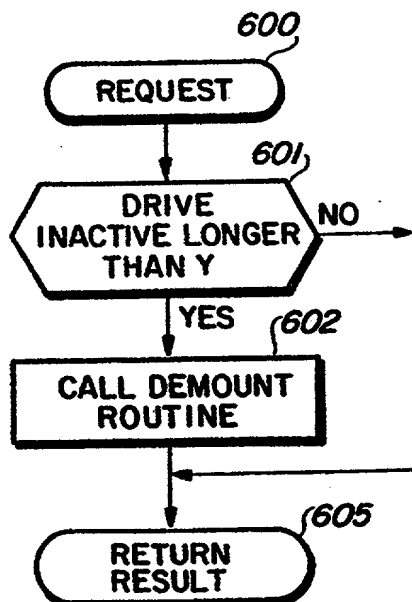 600
REQUEST
601
DRIVE
INACTIVE LONGER
THAN Y
NO
YES
602
CALL DEMOUNT
ROUTINE
605
RETURN
RESULT